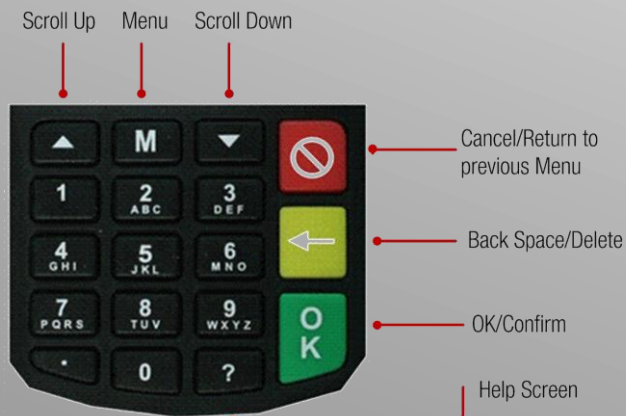 Scroll Up Menu Scroll Down
M
1 2 ABC 3 DEF
4 GHI 5 JKL 6 MNO
7 PQRS 8 TUV 9 WXYZ
. 0 ?
OK
Cancel/Return to
previous Menu
Back Space/Delete
OK/Confirm
Help Screen